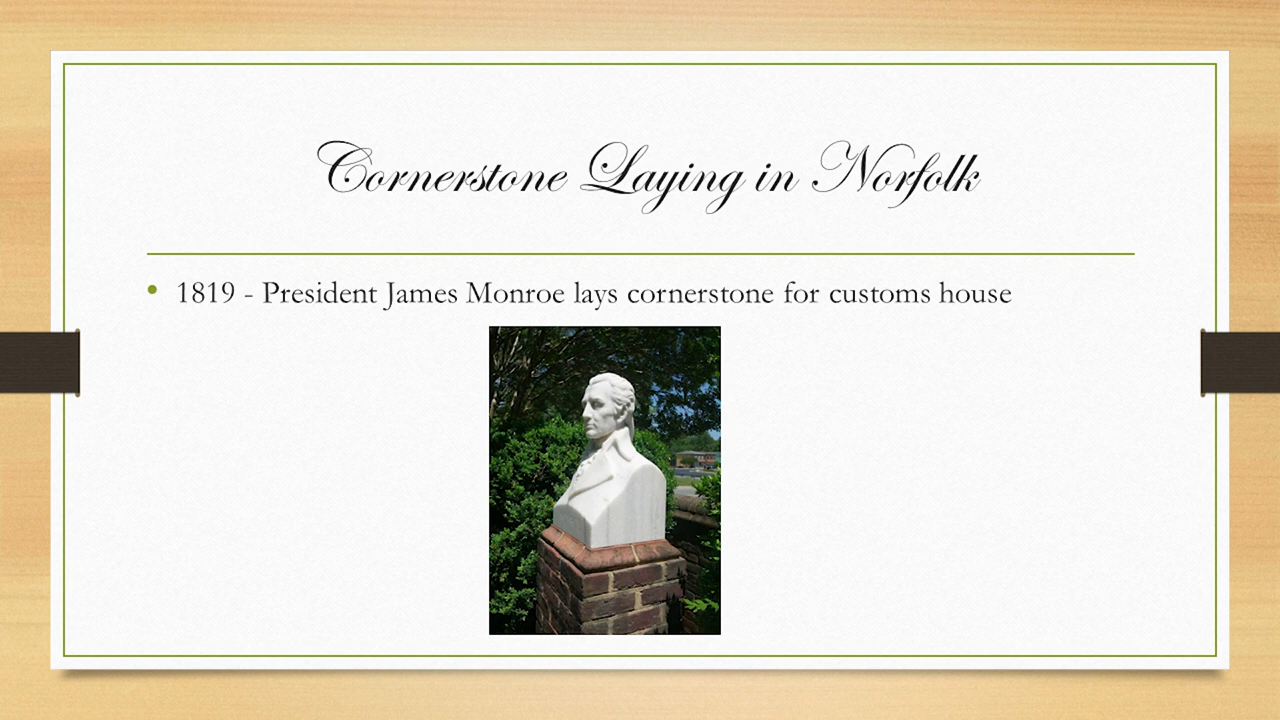 Cornerstone Laying in Norfolk
• 1819 - President James Monroe lays cornerstone for customs house